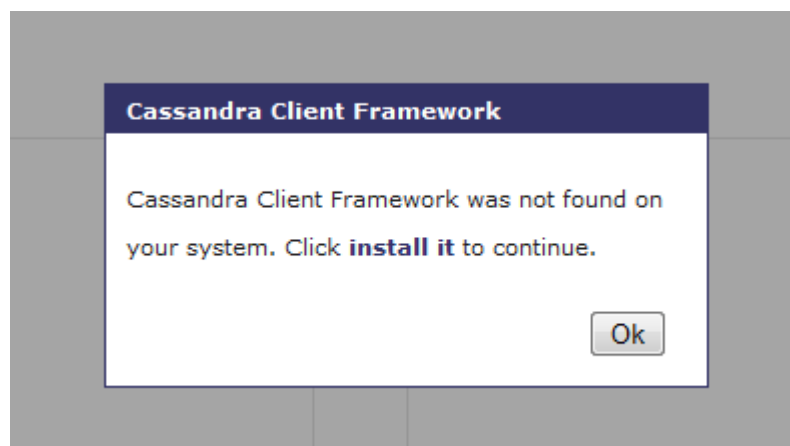 Cassandra Client Framework
Cassandra Client Framework was not found on
your system. Click install it to continue.
Ok